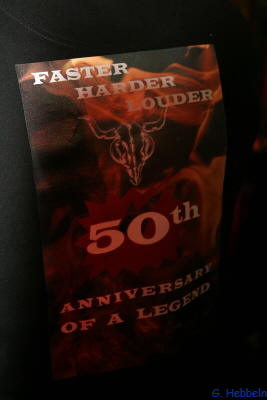 FASTER
HARDER
LOUDER
50th
ANNIVERSARY
OF A LEGEND
G. Hebbeln